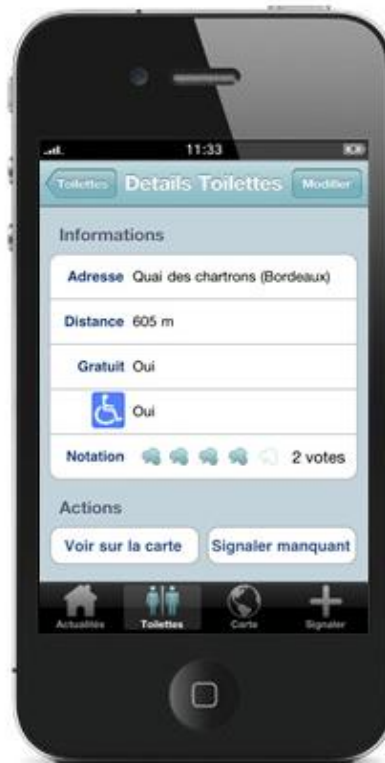 11:33
Toilettes Details Toilettes Modifier
Informations
Adresse Quai des chartrons (Bordeaux)
Distance 605 m
Gratuit Oui
Oui
Notation 2 votes
Actions
Voir sur la carte Signaler manquant
Actualités Toilettes Carte Signaler